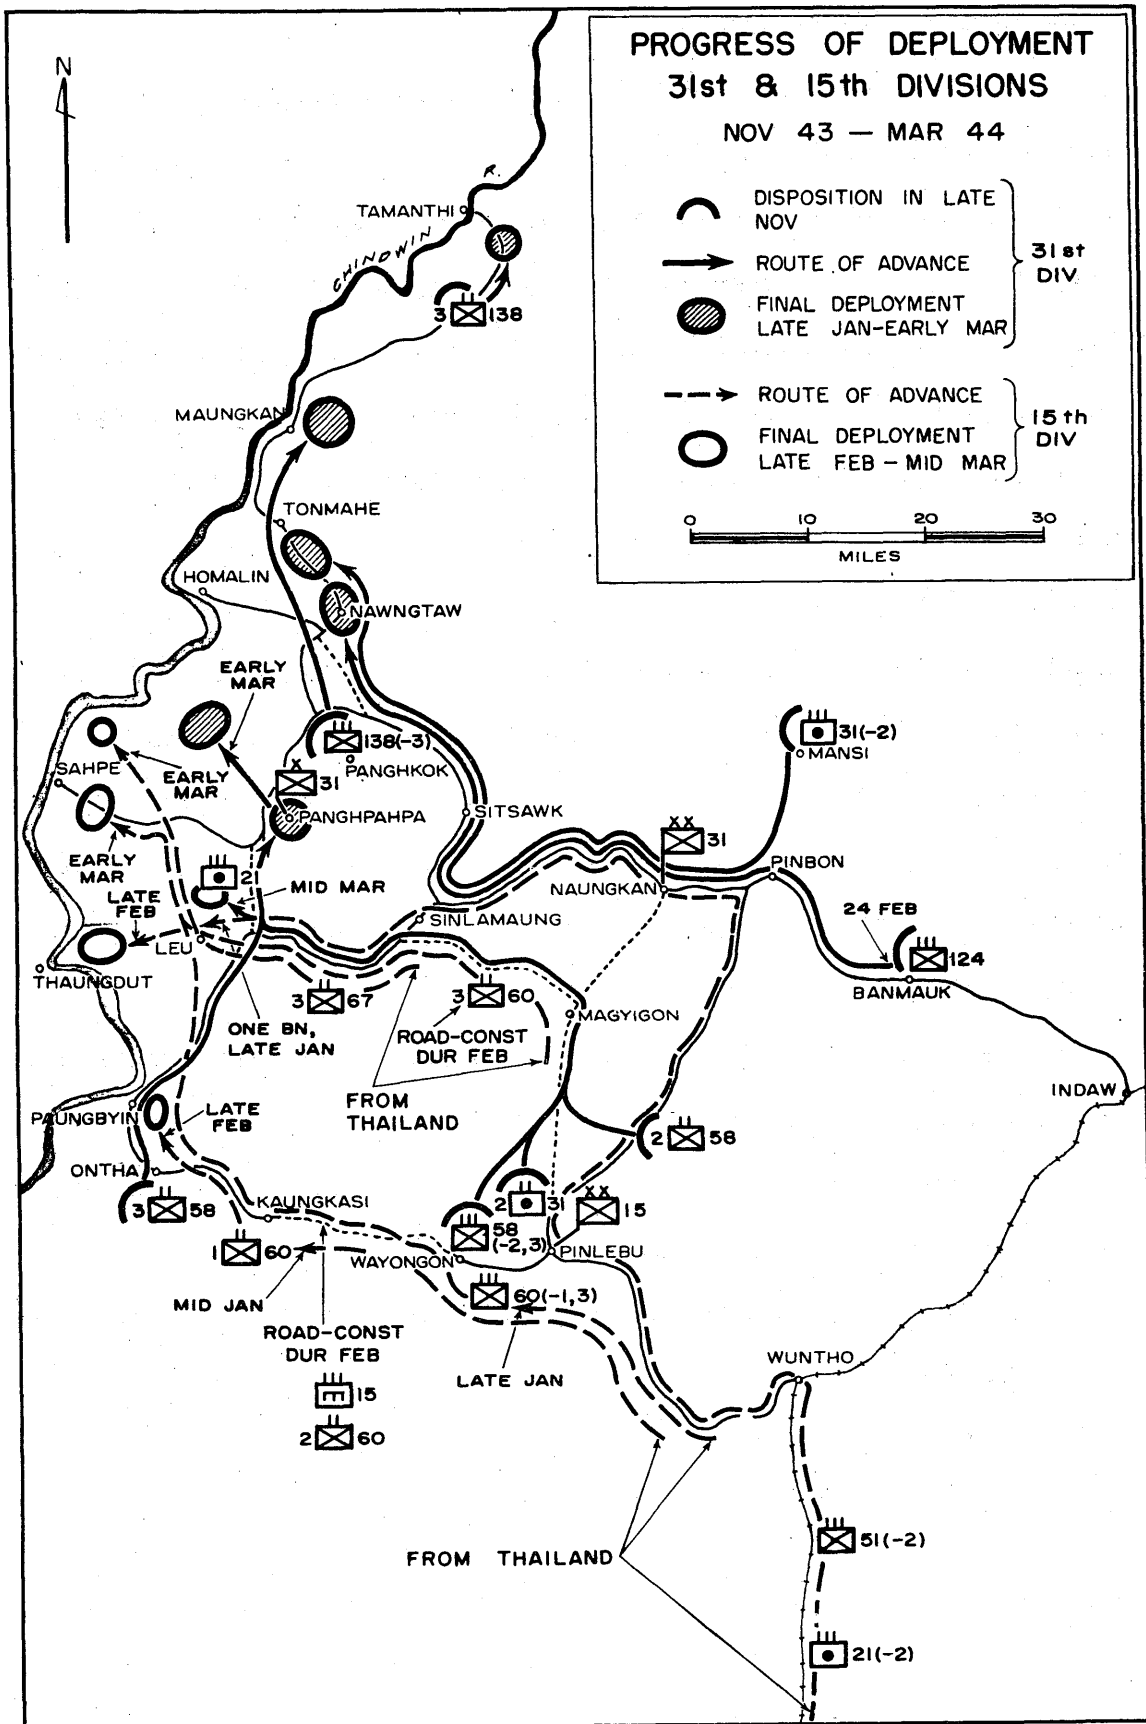 PROGRESS OF DEPLOYMENT
31st & 15th DIVISIONS
NOV 43 — MAR 44
DISPOSITION IN LATE
NOV
ROUTE OF ADVANCE
FINAL DEPLOYMENT
LATE JAN-EARLY MAR
31st
DIV.
ROUTE OF ADVANCE
FINAL DEPLOYMENT
LATE FEB – MID MAR
15th
DIV
0
10
20
30
MILES
N
R.
CHINDWIN
TAMANTHI
3
138
MAUNGKAN
TONMAHE
HOMALIN
NAWNGTAW
EARLY
MAR
138(-3)
PANGHKOK
31(-2)
MANSI
SAHPE
EARLY
MAR
X
31
PANGHPAHPA
SITSAWK
XX
31
EARLY
MAR
2
MID MAR
NAUNGKAN
PINBON
LATE
FEB
SINLAMAUNG
24 FEB
LEU
124
BANMAUK
THAUNGDUT
3
67
3
60
MAGYIGON
ONE BN,
LATE JAN
ROAD-CONST
DUR FEB
INDAW
FROM
THAILAND
PAUNGBYIN
LATE
FEB
2
58
ONTHA
3
58
KAUNGKASI
2
31
XX
15
58
(-2,3)
1
60
WAYONGON
PINLEBU
MID JAN
60(-1,3)
ROAD-CONST
DUR FEB
LATE JAN
WUNTHO
15
2
60
51(-2)
FROM THAILAND
21(-2)